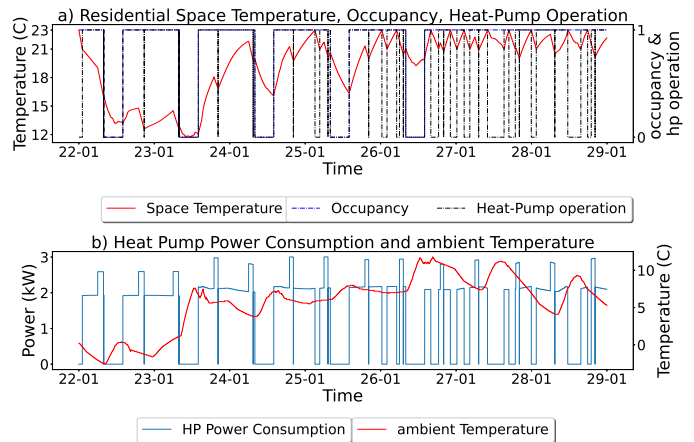 a) Residential Space Temperature, Occupancy, Heat-Pump Operation
Temperature (C)
23
21
18
15
12
1
0
occupancy &
hp operation
22-01 23-01 24-01 25-01 26-01 27-01 28-01 29-01
Time
Space Temperature Occupancy Heat-Pump operation
b) Heat Pump Power Consumption and ambient Temperature
Power (kW)
3
2
1
0
10
5
0
Temperature (C)
22-01 23-01 24-01 25-01 26-01 27-01 28-01 29-01
Time
HP Power Consumption ambient Temperature